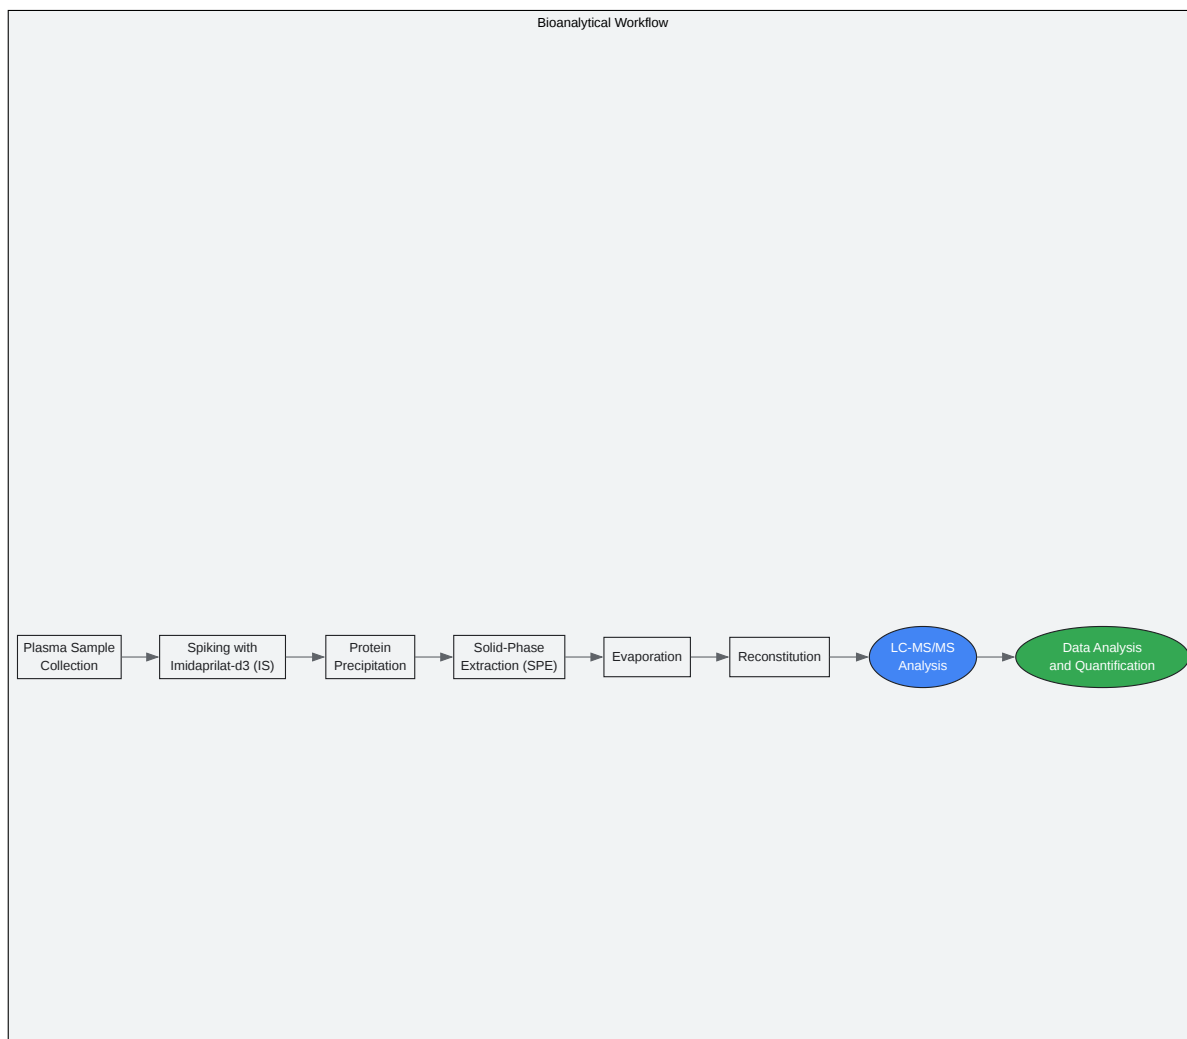 Bioanalytical Workflow
Plasma Sample
Collection
Spiking with
Imidaprilat-d3 (IS)
Protein
Precipitation
Solid-Phase
Extraction (SPE)
Evaporation
Reconstitution
LC-MS/MS
Analysis
Data Analysis
and Quantification